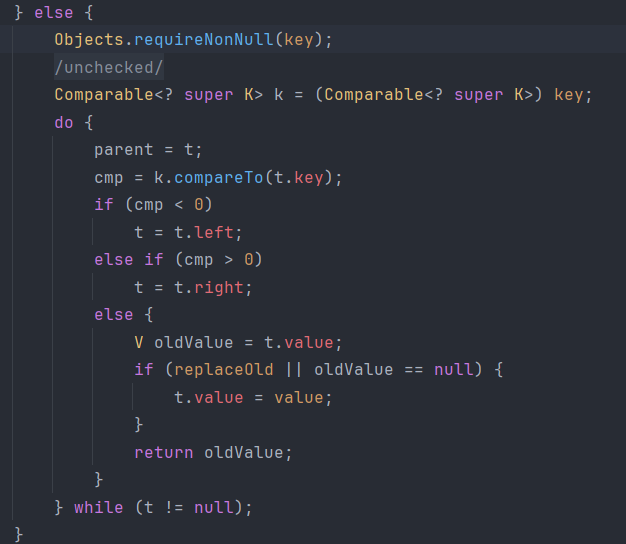 } else {
    Objects.requireNonNull(key);
    /unchecked/
    Comparable<? super K> k = (Comparable<? super K>) key;
    do {
        parent = t;
        cmp = k.compareTo(t.key);
        if (cmp < 0)
            t = t.left;
        else if (cmp > 0)
            t = t.right;
        else {
            V oldValue = t.value;
            if (replaceOld || oldValue == null) {
                t.value = value;
            }
            return oldValue;
        }
    } while (t != null);
}